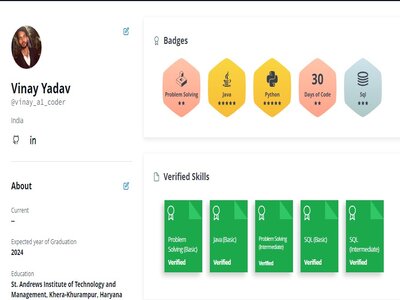 Vinay Yadav
@vinay_ai_coder
India
About
Current
--
Expected year of Graduation
2024
Education
St. Andrews Institute of Technology and
Management, Khera-Khurampur, Haryana
Badges
Problem Solving
Java
Python
30
Days of Code
Sql
Verified Skills
Problem
Solving (Basic)
Verified
Java (Basic)
Verified
Problem Solving
(Intermediate)
Verified
SQL (Basic)
Verified
SQL
(Intermediate)
Verified